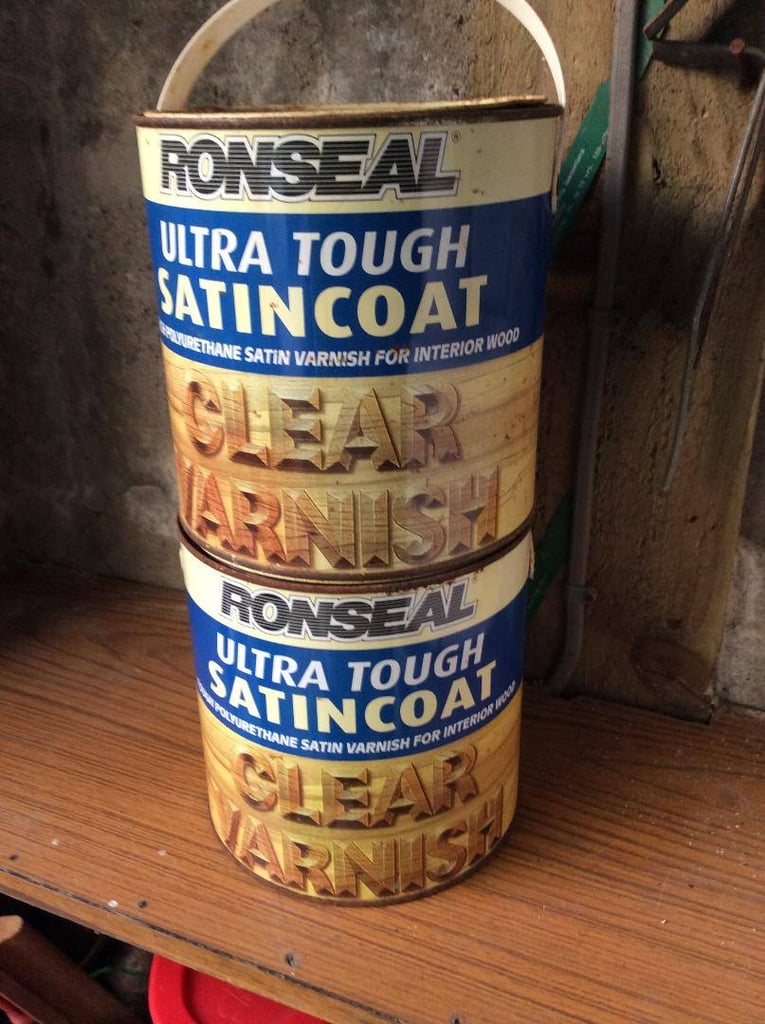 RONSEAL
ULTRA TOUGH
SATINCOAT
POLYURETHANE SATIN VARNISH FOR INTERIOR WOOD
CLEAR
VARNISH
RONSEAL
ULTRA TOUGH
SATINCOAT
POLYURETHANE SATIN VARNISH FOR INTERIOR WOOD
CLEAR
VARNISH